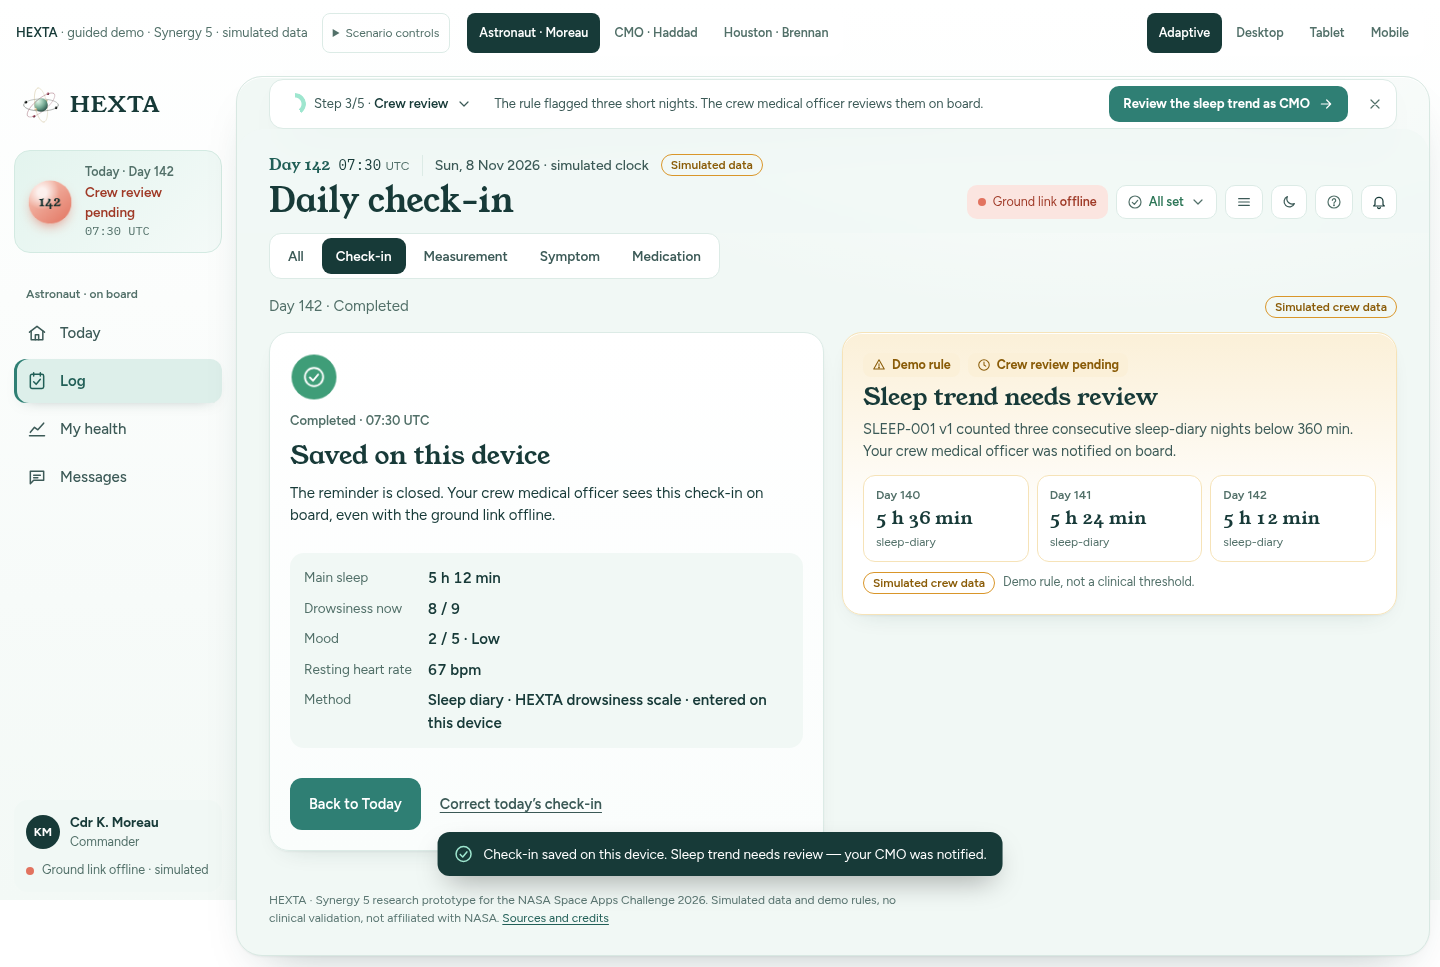 HEXTA · guided demo · Synergy 5 · simulated data
Scenario controls
Astronaut · Moreau
CMO · Haddad
Houston · Brennan
Adaptive
Desktop
Tablet
Mobile
HEXTA
142
Today · Day 142
Crew review
pending
07:30 UTC
Astronaut · on board
Today
Log
My health
Messages
KM
Cdr K. Moreau
Commander
Ground link offline · simulated
Step 3/5 · Crew review
The rule flagged three short nights. The crew medical officer reviews them on board.
Review the sleep trend as CMO
Day 142 07:30 UTC
Sun, 8 Nov 2026 · simulated clock
Simulated data
Daily check-in
Ground link offline
All set
All
Check-in
Measurement
Symptom
Medication
Day 142 · Completed
Simulated crew data
Completed · 07:30 UTC
Saved on this device
The reminder is closed. Your crew medical officer sees this check-in on
board, even with the ground link offline.
Main sleep 5 h 12 min
Drowsiness now 8 / 9
Mood 2 / 5 · Low
Resting heart rate 67 bpm
Method Sleep diary · HEXTA drowsiness scale · entered on
this device
Back to Today
Correct today’s check-in
Demo rule
Crew review pending
Sleep trend needs review
SLEEP-001 v1 counted three consecutive sleep-diary nights below 360 min.
Your crew medical officer was notified on board.
Day 140
5 h 36 min
sleep-diary
Day 141
5 h 24 min
sleep-diary
Day 142
5 h 12 min
sleep-diary
Simulated crew data
Demo rule, not a clinical threshold.
Check-in saved on this device. Sleep trend needs review — your CMO was notified.
HEXTA · Synergy 5 research prototype for the NASA Space Apps Challenge 2026. Simulated data and demo rules, no
clinical validation, not affiliated with NASA. Sources and credits